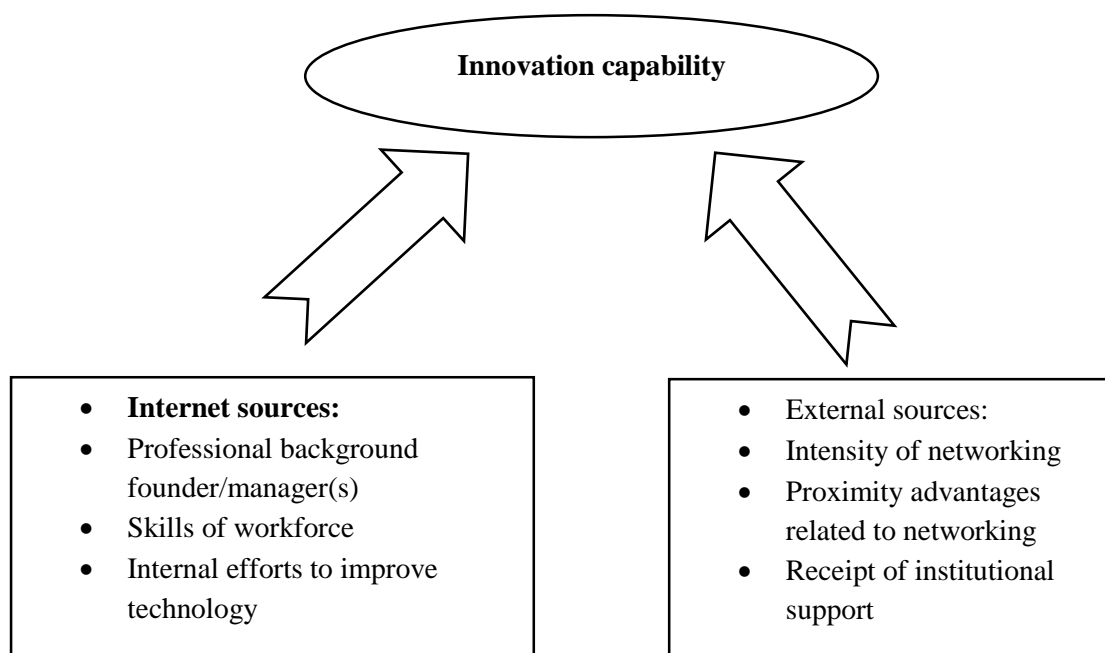 Innovation capability
• Internet sources:
• Professional background
founder/manager(s)
• Skills of workforce
• Internal efforts to improve
technology
• External sources:
• Intensity of networking
• Proximity advantages
related to networking
• Receipt of institutional
support